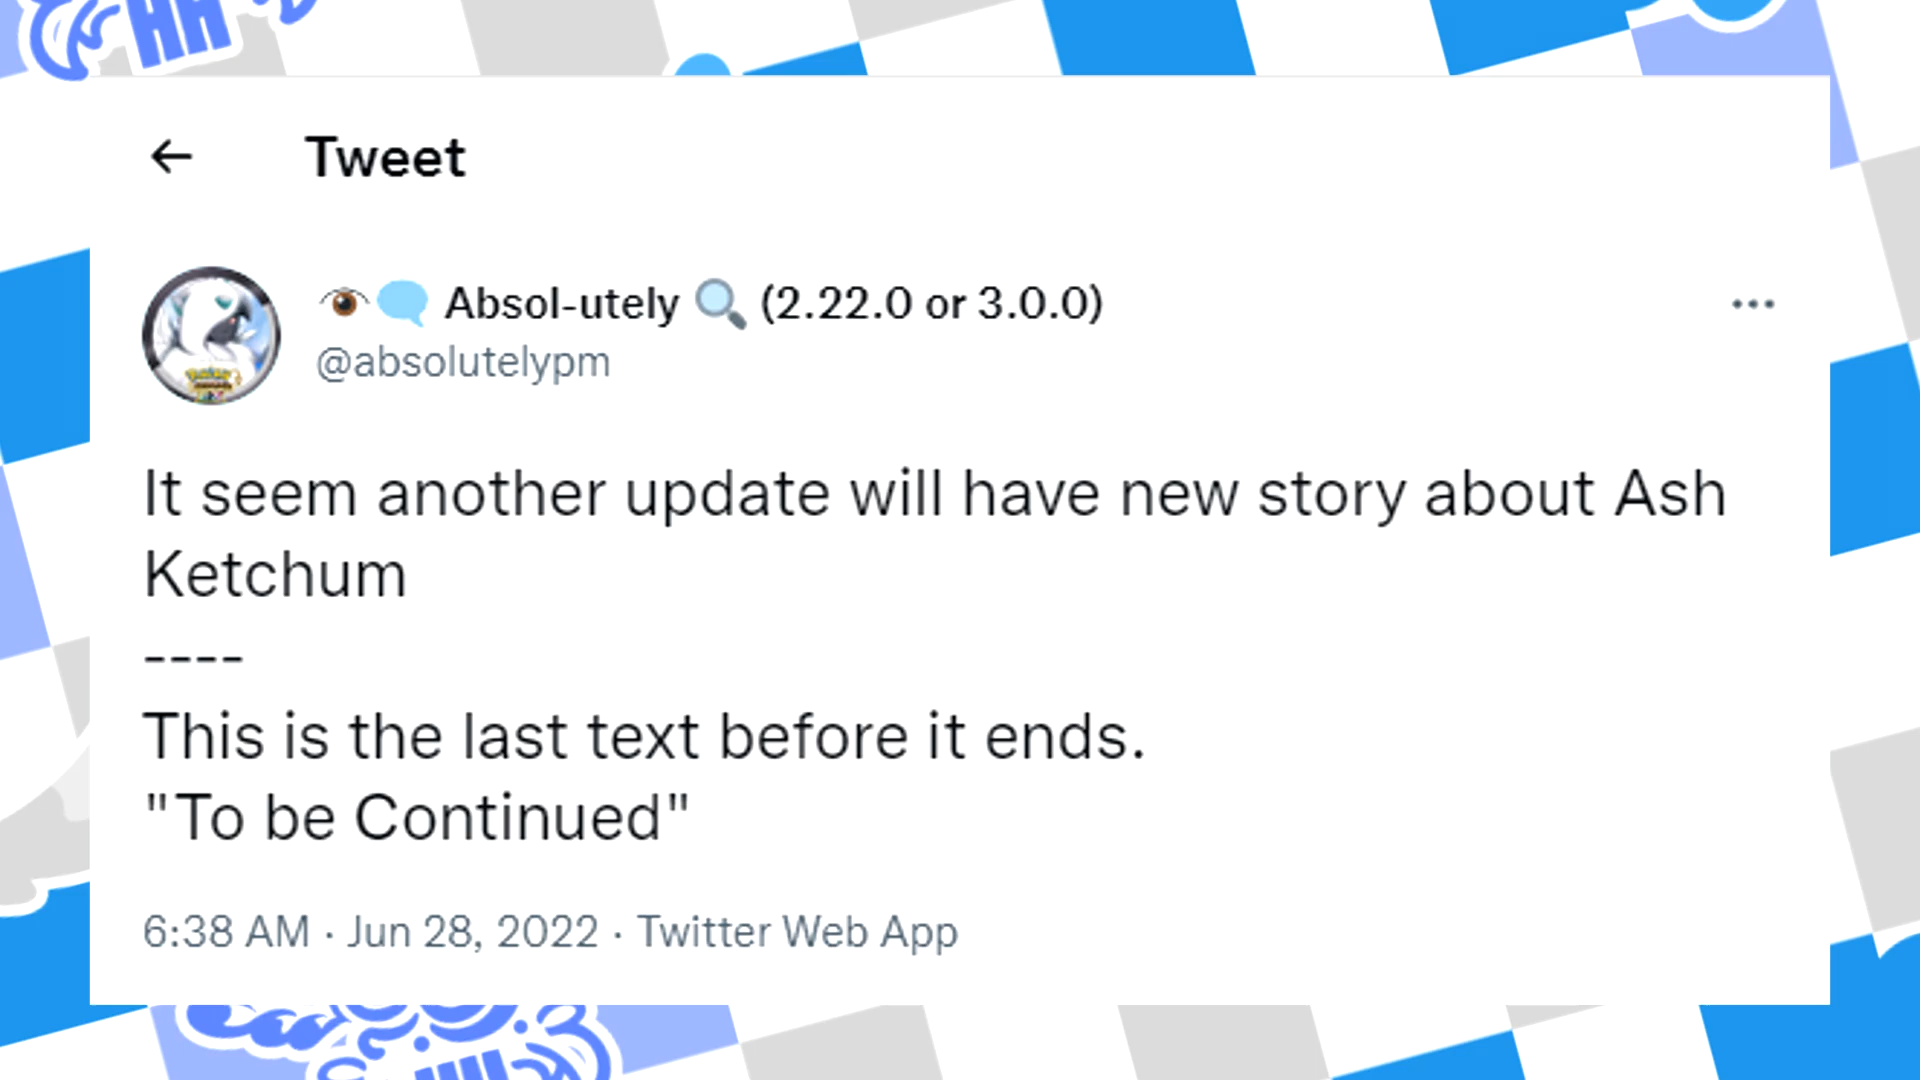 Tweet
Absol-utely (2.22.0 or 3.0.0)
@absolutelypm
It seem another update will have new story about Ash
Ketchum
----
This is the last text before it ends.
"To be Continued"
6:38 AM · Jun 28, 2022 · Twitter Web App